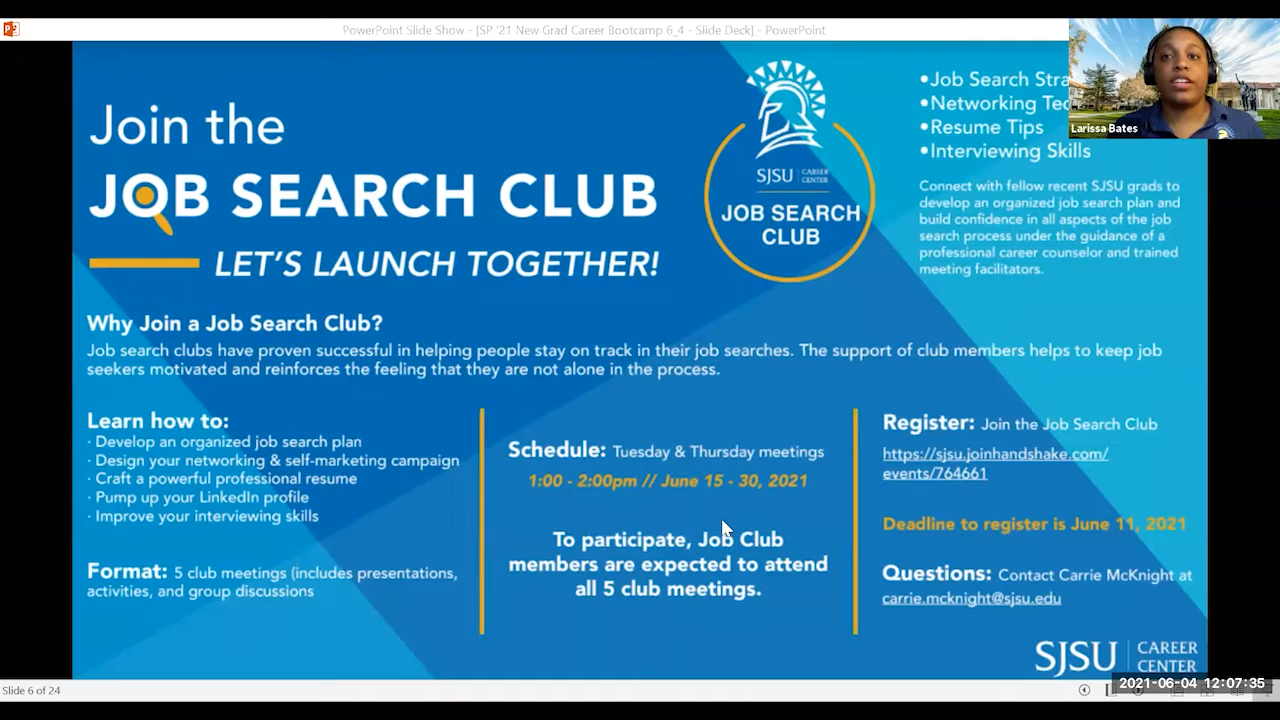 PowerPoint Slide Show - [SP '21 New Grad Career Bootcamp 6_4 - Slide Deck] - PowerPoint
Larissa Bates
Join the
JOB SEARCH CLUB
LET'S LAUNCH TOGETHER!
SJSU | CAREER CENTER
JOB SEARCH
CLUB
•Job Search Stra
•Networking Tec
•Resume Tips
•Interviewing Skills
Connect with fellow recent SJSU grads to
develop an organized job search plan and
build confidence in all aspects of the job
search process under the guidance of a
professional career counselor and trained
meeting facilitators.
Why Join a Job Search Club?
Job search clubs have proven successful in helping people stay on track in their job searches. The support of club members helps to keep job
seekers motivated and reinforces the feeling that they are not alone in the process.
Learn how to:
· Develop an organized job search plan
· Design your networking & self-marketing campaign
· Craft a powerful professional resume
· Pump up your LinkedIn profile
· Improve your interviewing skills
Format: 5 club meetings (includes presentations,
activities, and group discussions
Schedule: Tuesday & Thursday meetings
1:00 - 2:00pm // June 15 - 30, 2021
To participate, Job Club
members are expected to attend
all 5 club meetings.
Register: Join the Job Search Club
https://sjsu.joinhandshake.com/
events/764661
Deadline to register is June 11, 2021
Questions: Contact Carrie McKnight at
carrie.mcknight@sjsu.edu
SJSU | CAREER CENTER
Slide 6 of 24
2021-06-04 12:07:35